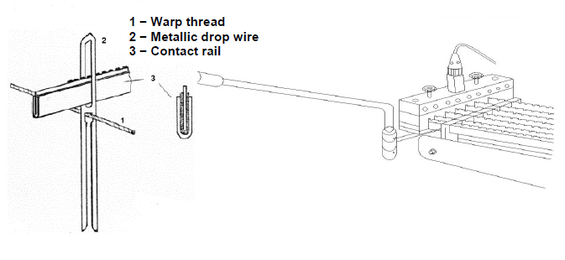 1 – Warp thread
2 – Metallic drop wire
3 – Contact rail
2
3
1